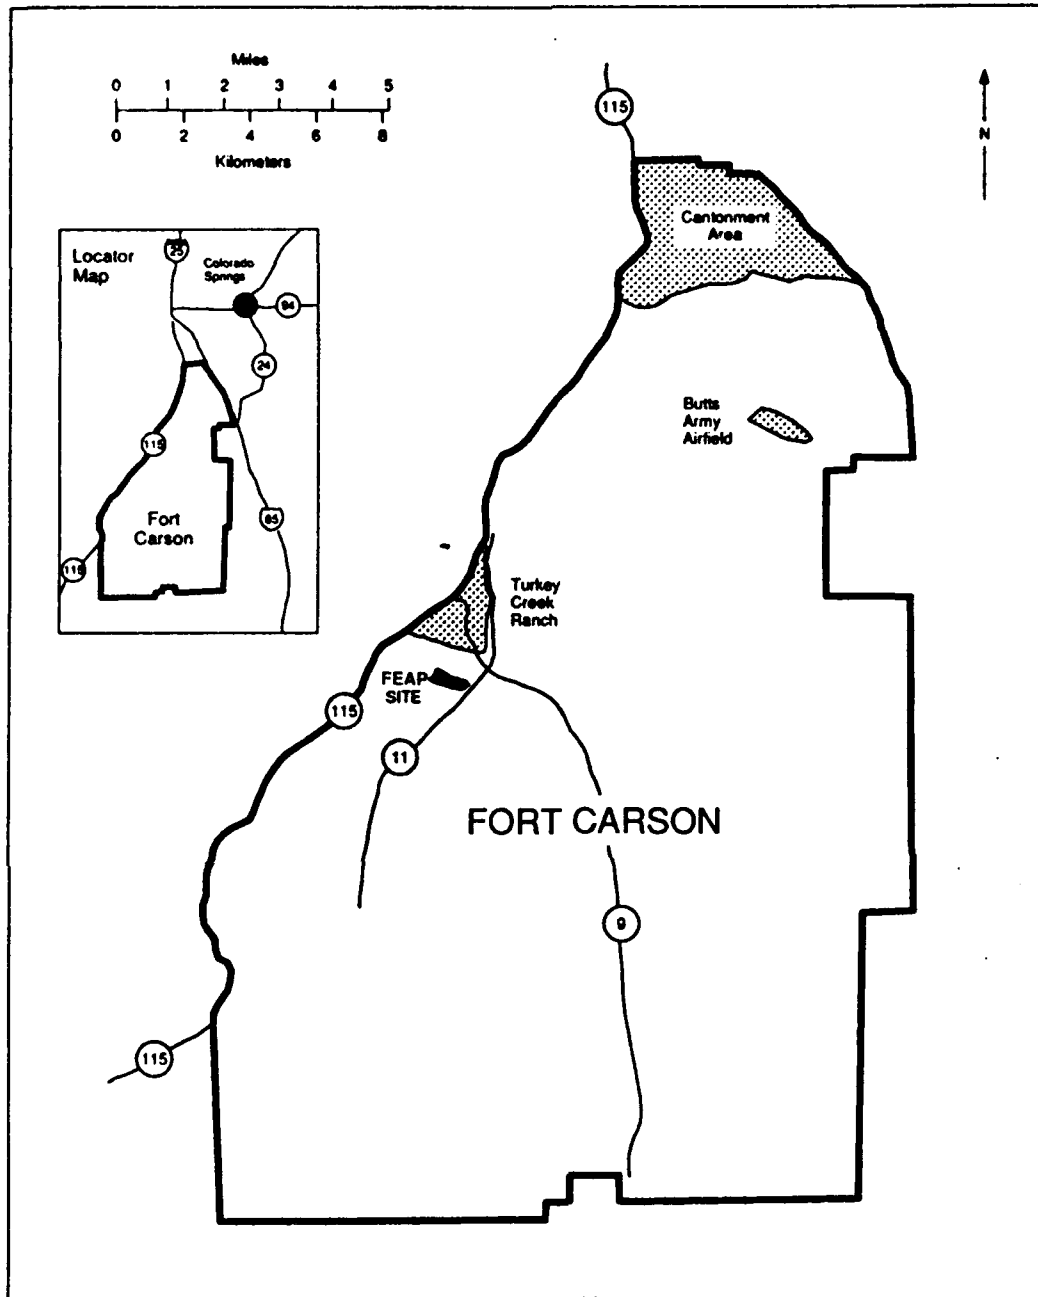 Miles
0 1 2 3 4 5
0 2 4 6 8
Kilometers
N
115
Cantonment
Area
Locator
Map
25
Colorado
Springs
94
24
115
Fort
Carson
85
115
Butts
Army
Airfield
Turkey
Creek
Ranch
FEAP
SITE
115
11
FORT CARSON
9
115